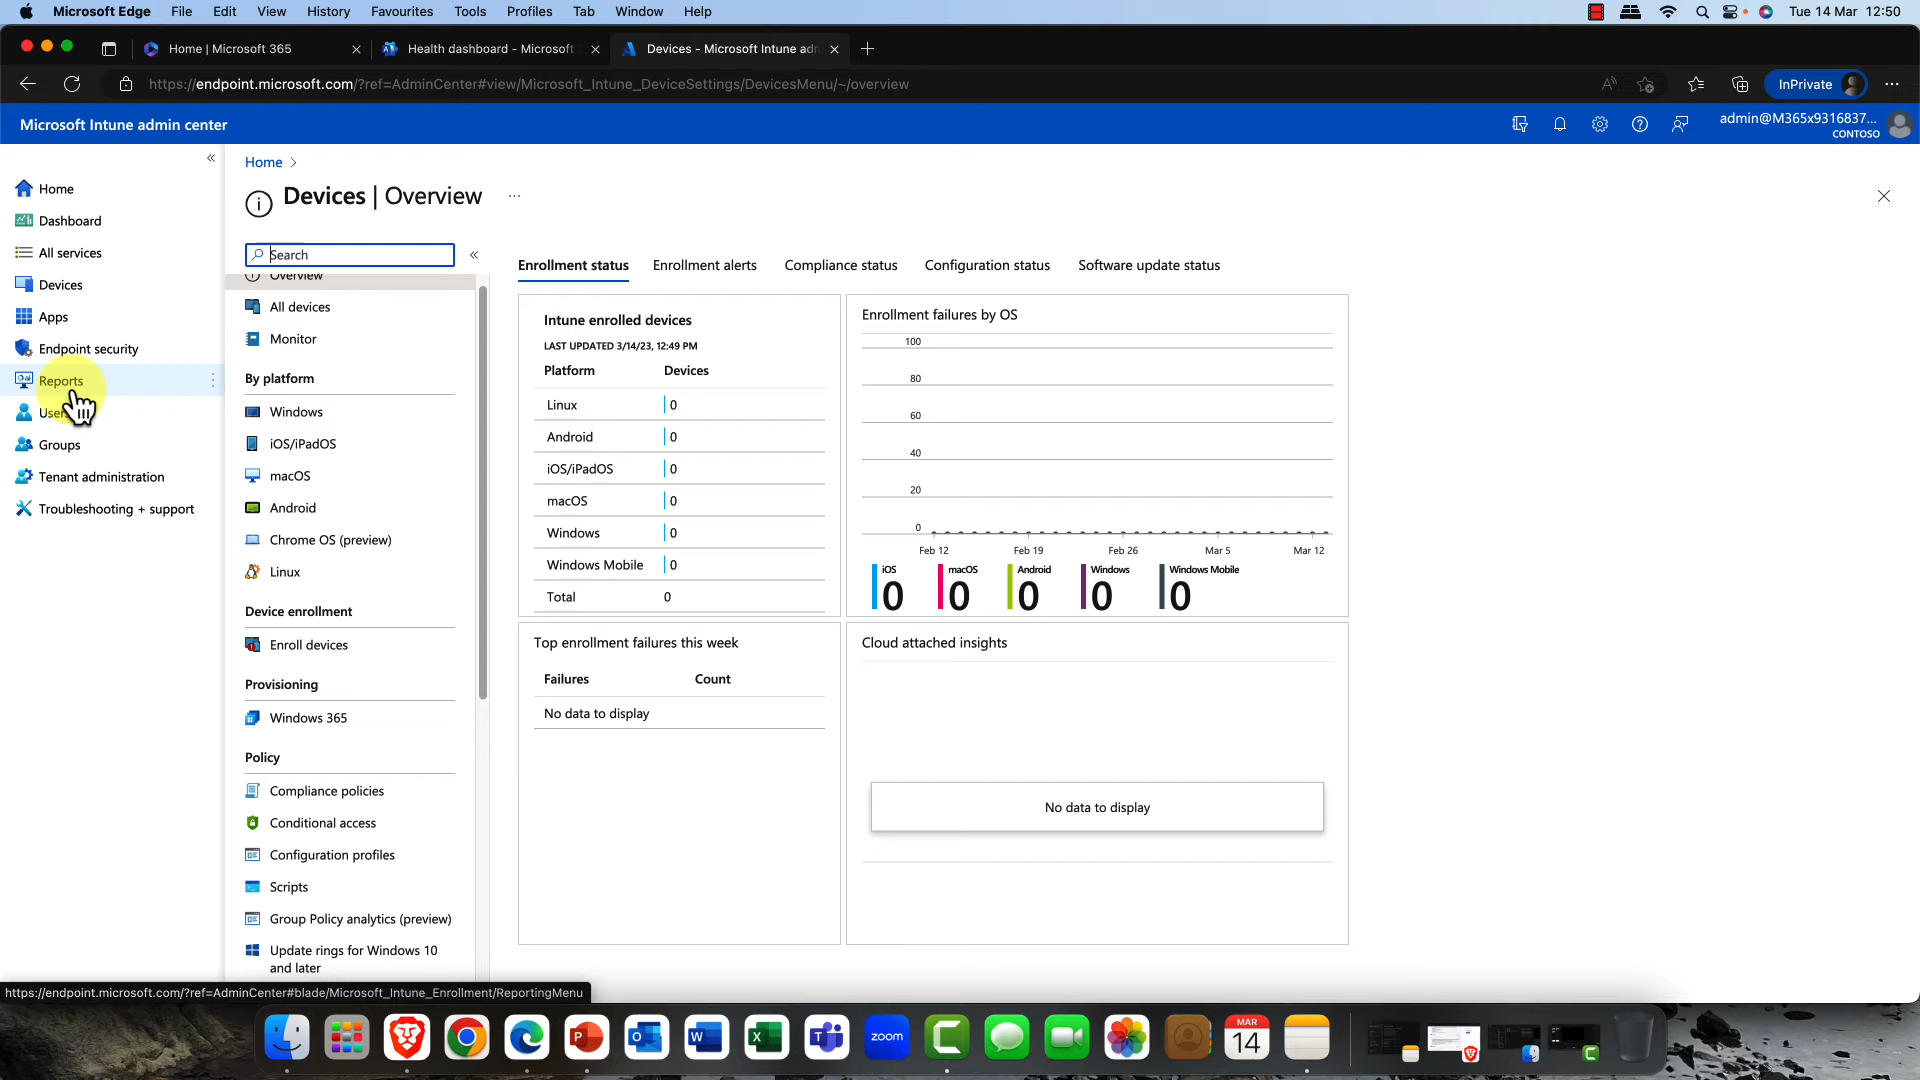 Microsoft Edge File Edit View History Favourites Tools Profiles Tab Window Help Tue 14 Mar 12:50
Home | Microsoft 365 Health dashboard - Microsoft Devices - Microsoft Intune adm
https://endpoint.microsoft.com/?ref=AdminCenter#view/Microsoft_Intune_DeviceSettings/DevicesMenu/~/overview InPrivate
Microsoft Intune admin center
admin@M365x9316837...
CONTOSO
Home
Dashboard
All services
Devices
Apps
Endpoint security
Reports
Users
Groups
Tenant administration
Troubleshooting + support
Home
Devices | Overview
Search
Overview
All devices
Monitor
By platform
Windows
iOS/iPadOS
macOS
Android
Chrome OS (preview)
Linux
Device enrollment
Enroll devices
Provisioning
Windows 365
Policy
Compliance policies
Conditional access
Configuration profiles
Scripts
Group Policy analytics (preview)
Update rings for Windows 10
and later
Enrollment status Enrollment alerts Compliance status Configuration status Software update status
Intune enrolled devices
LAST UPDATED 3/14/23, 12:49 PM
Platform Devices
Linux 0
Android 0
iOS/iPadOS 0
macOS 0
Windows 0
Windows Mobile 0
Total 0
Enrollment failures by OS
100
80
60
40
20
0
Feb 12 Feb 19 Feb 26 Mar 5 Mar 12
iOS macOS Android Windows Windows Mobile
0 0 0 0 0
Top enrollment failures this week
Failures Count
No data to display
Cloud attached insights
No data to display
https://endpoint.microsoft.com/?ref=AdminCenter#blade/Microsoft_Intune_Enrollment/ReportingMenu
zoom
MAR
14